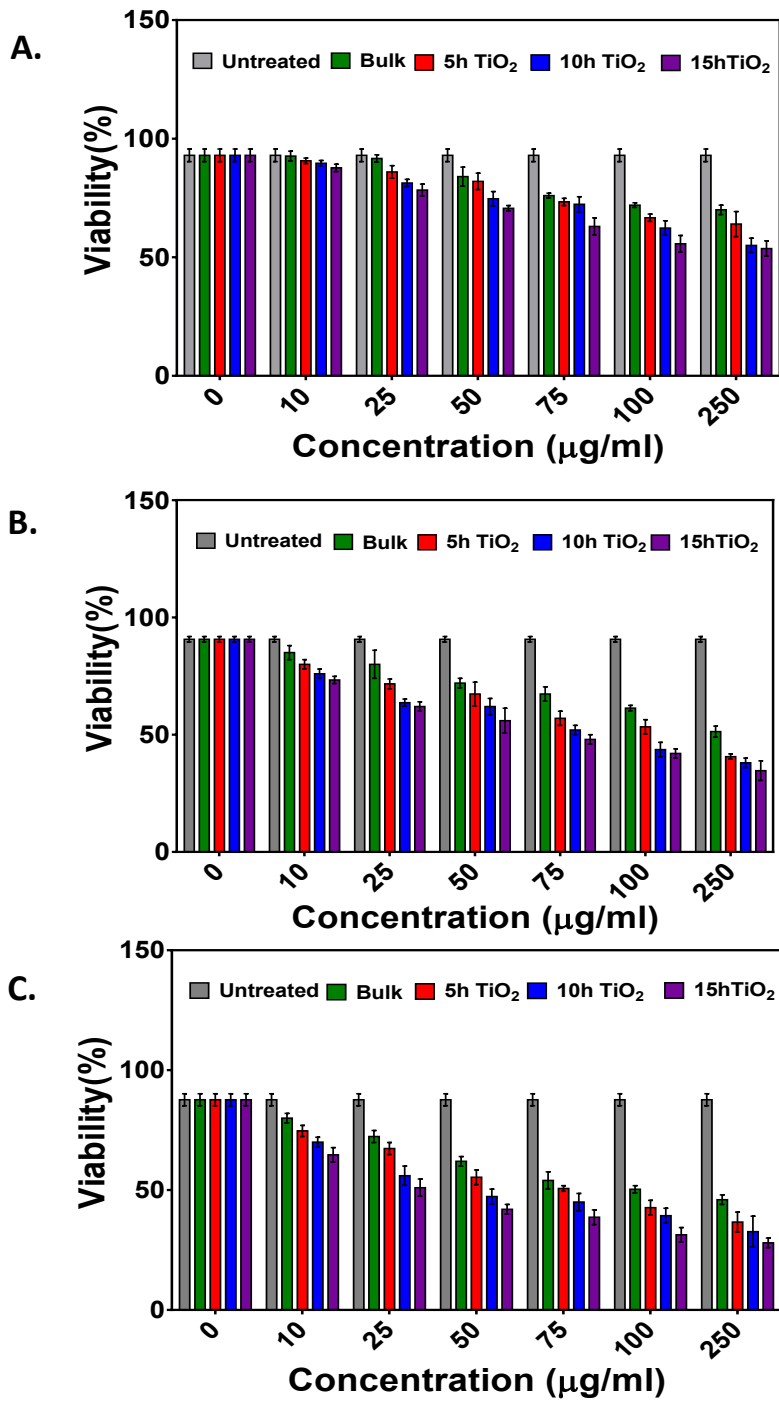 A.
150
Untreated Bulk 5h TiO₂ 10h TiO₂ 15hTiO₂
100
Viability(%)
50
0
0 10 25 50 75 100 250
Concentration (μg/ml)
B.
150
Untreated Bulk 5h TiO₂ 10h TiO₂ 15hTiO₂
100
Viability(%)
50
0
0 10 25 50 75 100 250
Concentration (μg/ml)
C.
150
Untreated Bulk 5h TiO₂ 10h TiO₂ 15hTiO₂
100
Viability(%)
50
0
0 10 25 50 75 100 250
Concentration (μg/ml)